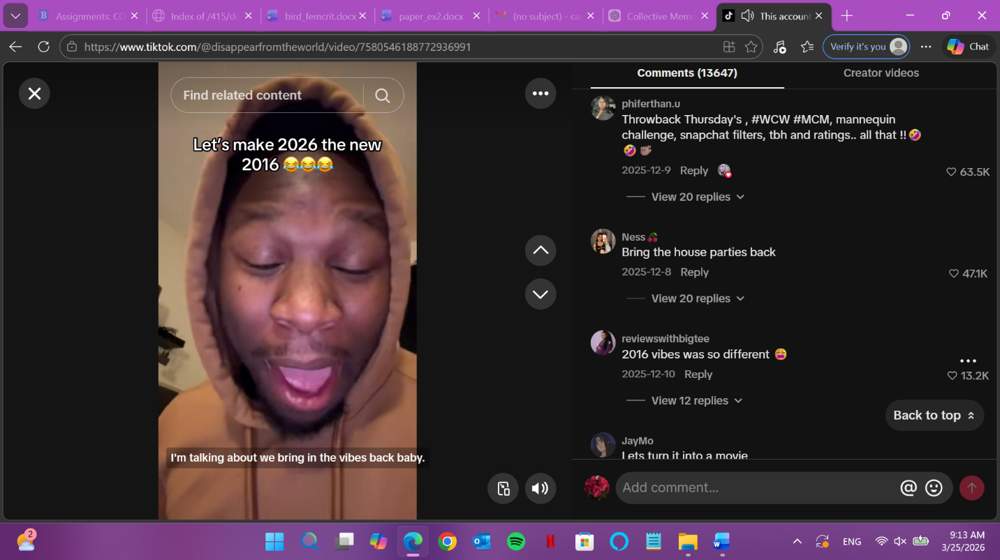 Assignments: CO
Index of /415/do
bird_femcrit.docx
paper_ex2.docx
(no subject) - ca
Collective Memo
This account
https://www.tiktok.com/@disappearfromtheworld/video/7580546188772936991
Verify it's you
Chat
Find related content
Let's make 2026 the new
2016 😂😂😂
I'm talking about we bring in the vibes back baby.
Comments (13647)
Creator videos
phiferthan.u
Throwback Thursday's , #WCW #MCM, mannequin
challenge, snapchat filters, tbh and ratings.. all that !!🤣
🤣✊🏽
2025-12-9 Reply
63.5K
View 20 replies
Ness🍒
Bring the house parties back
2025-12-8 Reply
47.1K
View 20 replies
reviewswithbigtee
2016 vibes was so different 😩
2025-12-10 Reply
13.2K
View 12 replies
Back to top
JayMo
Lets turn it into a movie
Add comment...
2
ENG
9:13 AM
3/25/2026